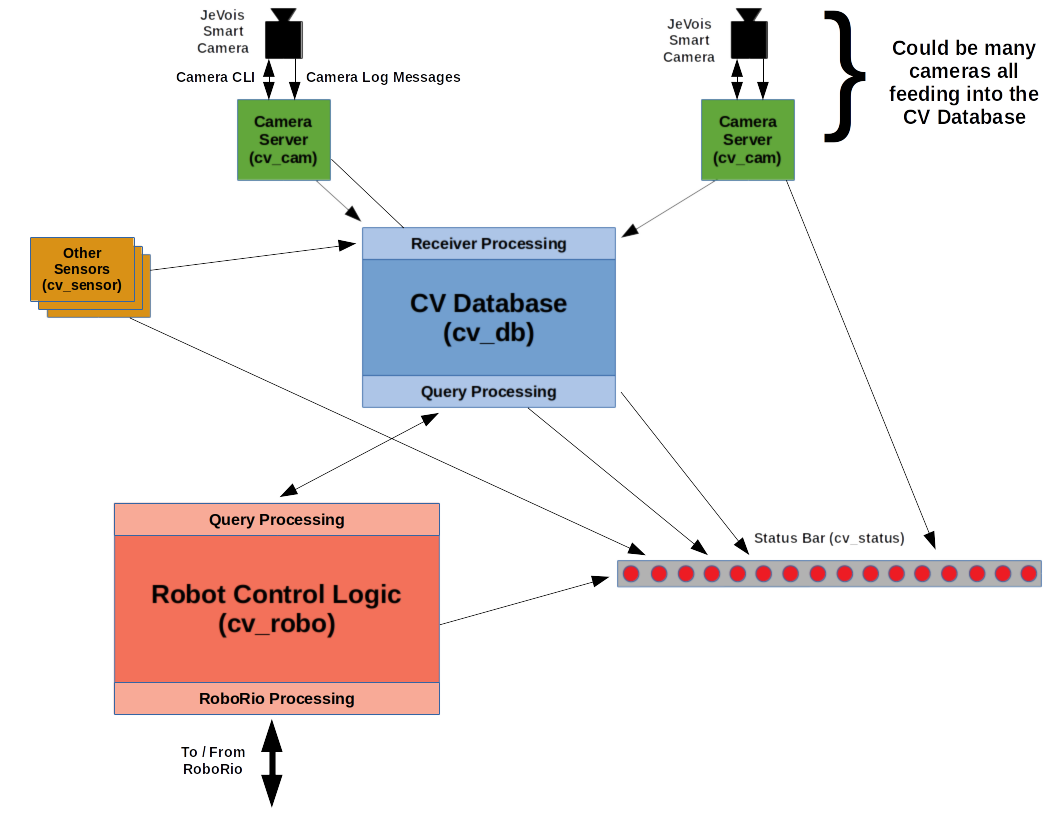 JeVois
Smart
Camera
JeVois
Smart
Camera
Could be many
cameras all
feeding into the
CV Database
Camera CLI
Camera Log Messages
Camera
Server
(cv_cam)
Camera
Server
(cv_cam)
Other
Sensors
(cv_sensor)
Receiver Processing
CV Database
(cv_db)
Query Processing
Query Processing
Robot Control Logic
(cv_robo)
RoboRio Processing
Status Bar (cv_status)
To / From
RoboRio